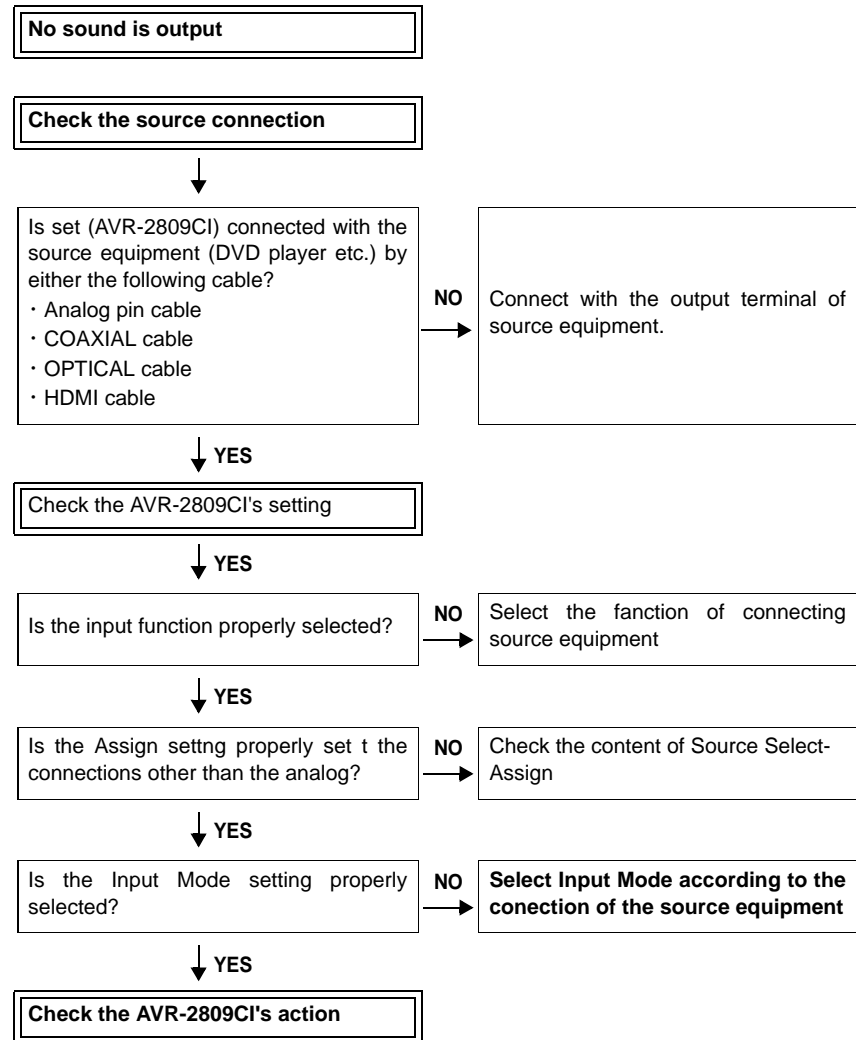 No sound is output
Check the source connection
Is set (AVR-2809CI) connected with the
source equipment (DVD player etc.) by
either the following cable?
・Analog pin cable
・COAXIAL cable
・OPTICAL cable
・HDMI cable
NO
Connect with the output terminal of
source equipment.
YES
Check the AVR-2809CI's setting
YES
Is the input function properly selected?
NO
Select the fanction of connecting
source equipment
YES
Is the Assign settng properly set t the
connections other than the analog?
NO
Check the content of Source Select-
Assign
YES
Is the Input Mode setting properly
selected?
NO
Select Input Mode according to the
conection of the source equipment
YES
Check the AVR-2809CI's action